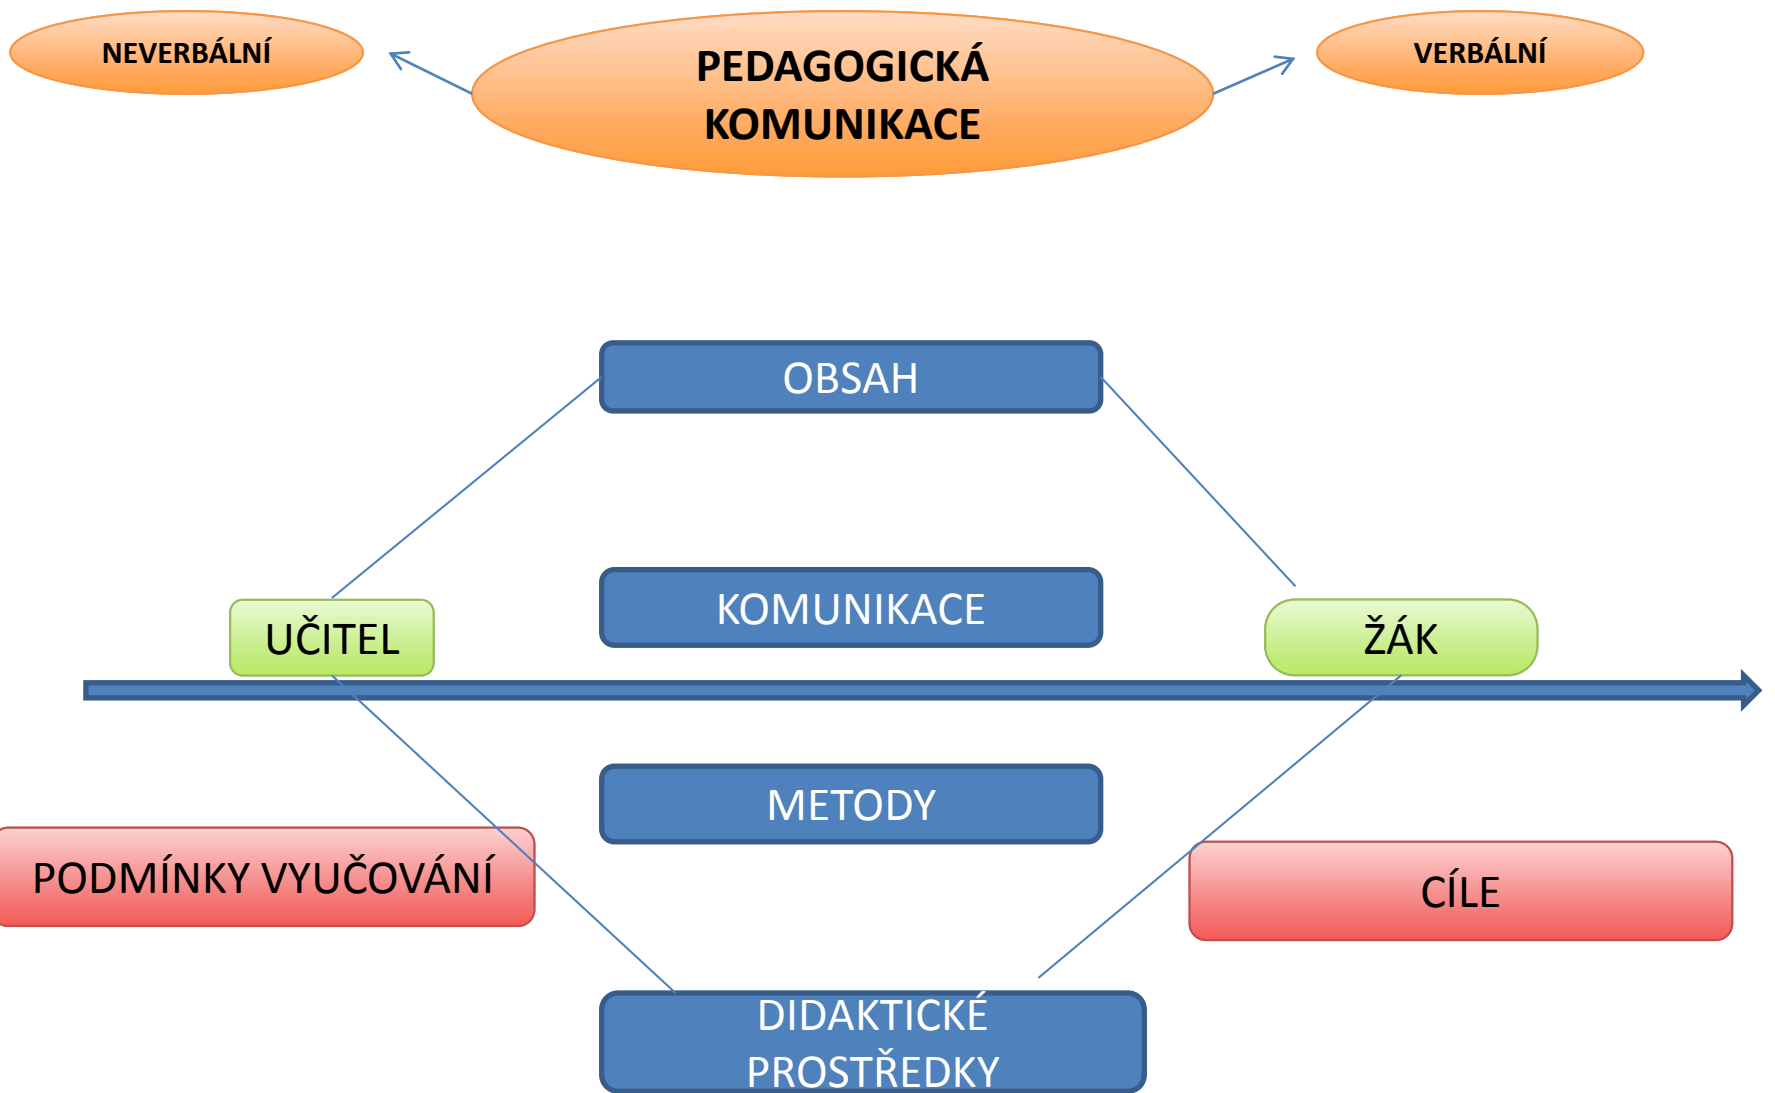 NEVERBÁLNÍ
PEDAGOGICKÁ
KOMUNIKACE
VERBÁLNÍ
OBSAH
KOMUNIKACE
UČITEL
ŽÁK
METODY
PODMÍNKY VYUČOVÁNÍ
CÍLE
DIDAKTICKÉ
PROSTŘEDKY